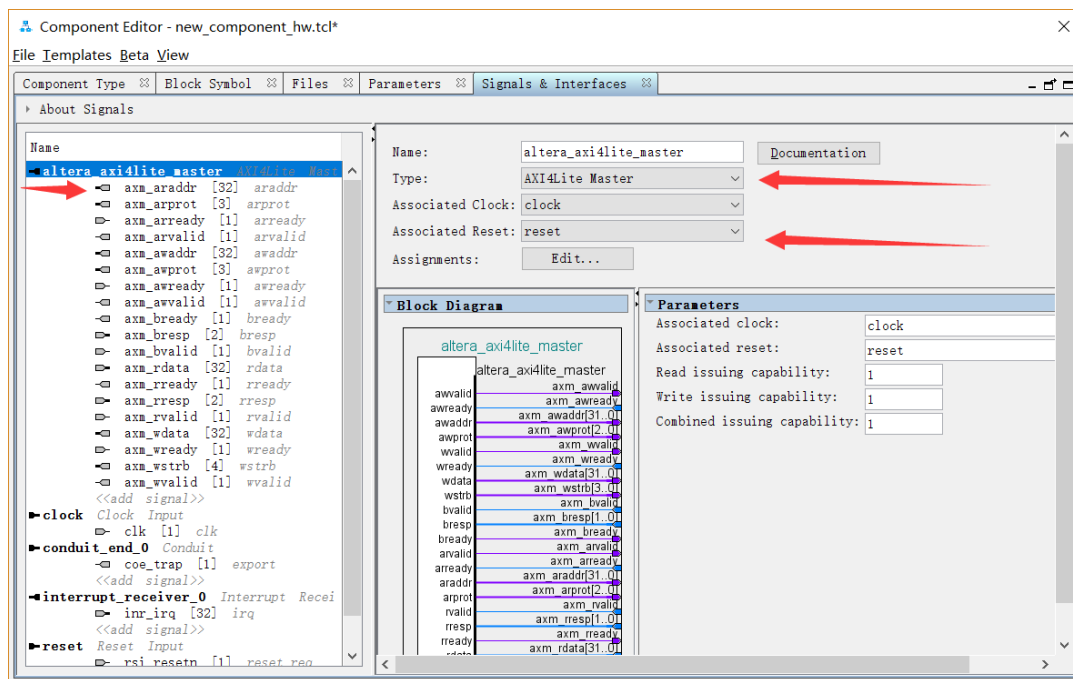 Component Editor - new_component_hw.tcl*
File Templates Beta View
Component Type Block Symbol Files Parameters Signals & Interfaces
About Signals
Name
altera_axi4lite_master AXI4Lite Mast
axm_araddr [32] araddr
axm_arprot [3] arprot
axm_arready [1] arready
axm_arvalid [1] arvalid
axm_awaddr [32] awaddr
axm_awprot [3] awprot
axm_awready [1] awready
axm_awvalid [1] awvalid
axm_bready [1] bready
axm_bresp [2] bresp
axm_bvalid [1] bvalid
axm_rdata [32] rdata
axm_rready [1] rready
axm_rresp [2] rresp
axm_rvalid [1] rvalid
axm_wdata [32] wdata
axm_wready [1] wready
axm_wstrb [4] wstrb
axm_wvalid [1] wvalid
<<add signal>>
clock Clock Input
clk [1] clk
conduit_end_0 Conduit
coe_trap [1] export
<<add signal>>
interrupt_receiver_0 Interrupt Recei
inr_irq [32] irq
<<add signal>>
reset Reset Input
rsi_resetn [1] reset_req
Name: altera_axi4lite_master Documentation
Type: AXI4Lite Master
Associated Clock: clock
Associated Reset: reset
Assignments: Edit...
Block Diagram
altera_axi4lite_master
altera_axi4lite_master
axm_awvalid
awvalid
axm_awready
awready
axm_awaddr[31..0]
awaddr
axm_awprot[2..0]
awprot
axm_wvalid
wvalid
axm_wready
wready
axm_wdata[31..0]
wdata
axm_wstrb[3..0]
wstrb
axm_bvalid
bvalid
axm_bresp[1..0]
bresp
axm_bready
bready
axm_arvalid
arvalid
axm_arready
arready
axm_araddr[31..0]
araddr
axm_arprot[2..0]
arprot
axm_rvalid
rvalid
axm_rresp[1..0]
rresp
axm_rready
rready
axm_rdata[31..0]
rdata
Parameters
Associated clock: clock
Associated reset: reset
Read issuing capability: 1
Write issuing capability: 1
Combined issuing capability: 1